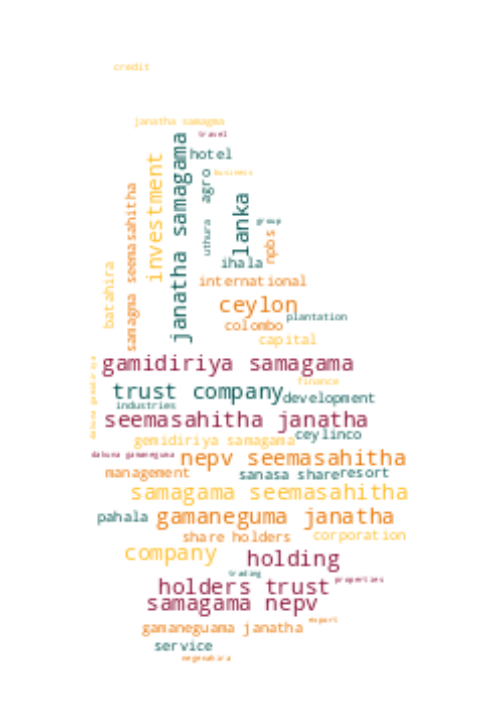 credit
janatha samagma
travel
hotel
janatha samagama
investment
business
agro
samagma seemasahitha
lanka
uthura
group
npbs
ihala
batahira
international
ceylon
plantation
colombo
capital
gamidiriya samagama
finance
trust company
development
industries
dakuna gamidiriya
seemasahitha janatha
ceylinco
gemidiriya samagama
dakuna gamaneguma
nepv seemasahitha
management
sanasa share
resort
samagama seemasahitha
pahala
gamaneguma janatha
share holders
corporation
company
holding
trading
properties
holders trust
samagama nepv
export
gamaneguama janatha
service
negenahira